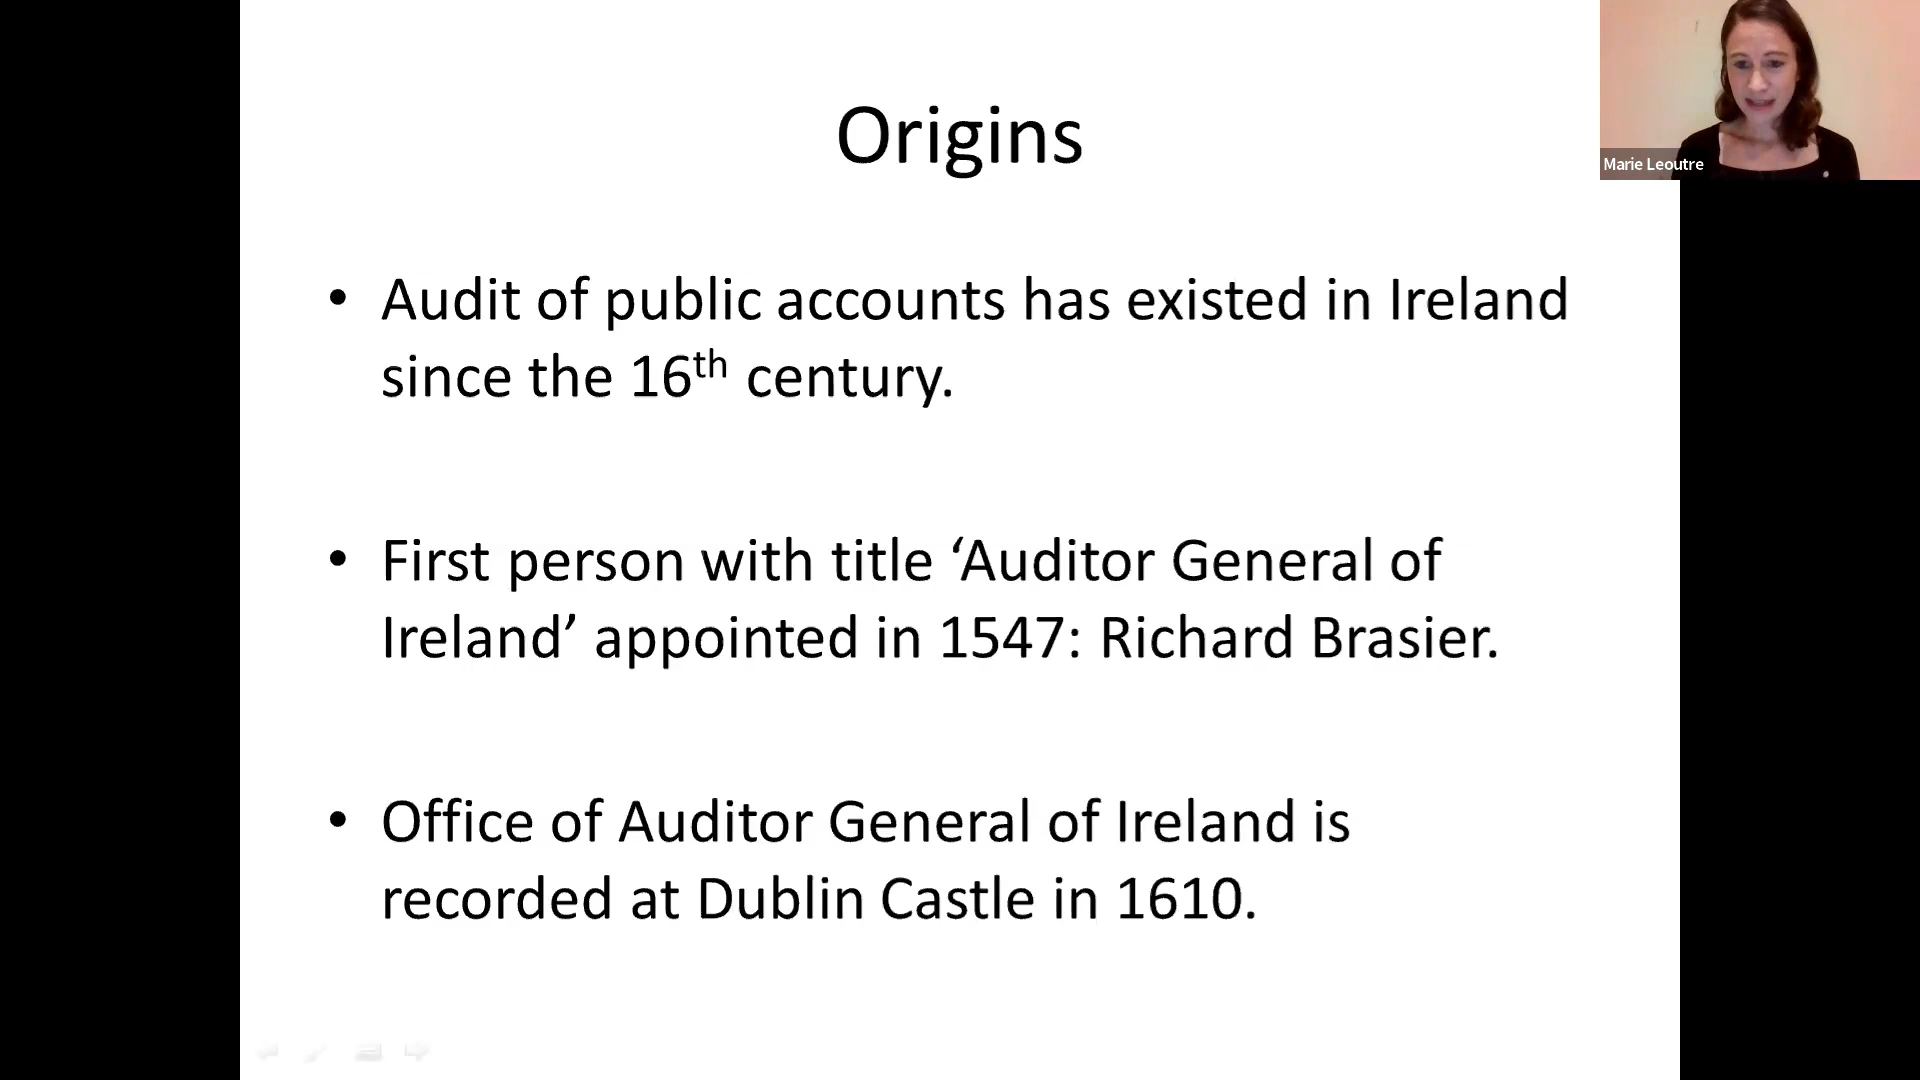 Origins
Marie Leoutre
• Audit of public accounts has existed in Ireland
since the 16th century.
• First person with title ‘Auditor General of
Ireland’ appointed in 1547: Richard Brasier.
• Office of Auditor General of Ireland is
recorded at Dublin Castle in 1610.